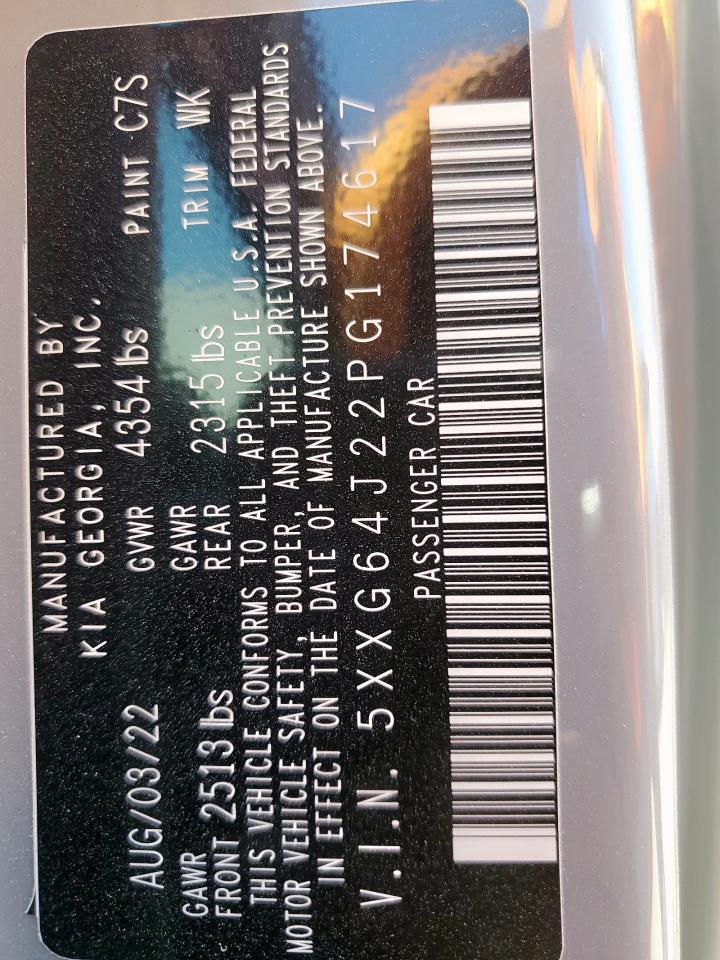 MANUFACTURED BY
KIA GEORGIA, INC.
AUG/03/22 GVWR 4354 lbs PAINT C7S
GAWR FRONT 2513 lbs GAWR REAR 2315 lbs TRIM WK
THIS VEHICLE CONFORMS TO ALL APPLICABLE U.S.A. FEDERAL
MOTOR VEHICLE SAFETY, BUMPER, AND THEFT PREVENTION STANDARDS
IN EFFECT ON THE DATE OF MANUFACTURE SHOWN ABOVE.
V.I.N. 5XXG64J22PG174617
PASSENGER CAR